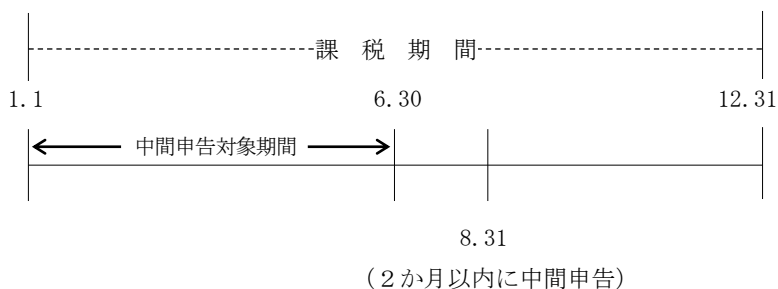 課 税 期 間
1.1 6.30 12.31
中間申告対象期間
8.31
(2か月以内に中間申告)